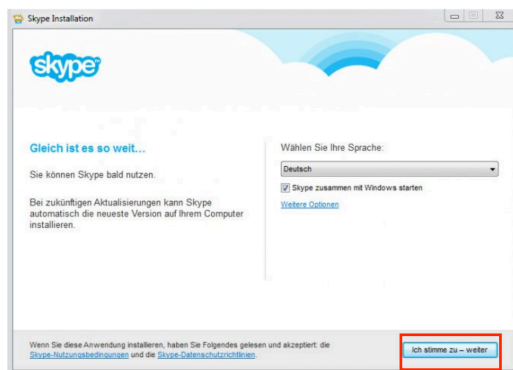 Skype Installation
skype
Gleich ist es so weit...
Sie können Skype bald nutzen.
Bei zukünftigen Aktualisierungen kann Skype
automatisch die neueste Version auf Ihrem Computer
installieren.
Wählen Sie Ihre Sprache:
Deutsch
Skype zusammen mit Windows starten
Weitere Optionen
Wenn Sie diese Anwendung installieren, haben Sie Folgendes gelesen und akzeptiert: die
Skype-Nutzungsbedingungen und die Skype-Datenschutzrichtlinien.
Ich stimme zu – weiter